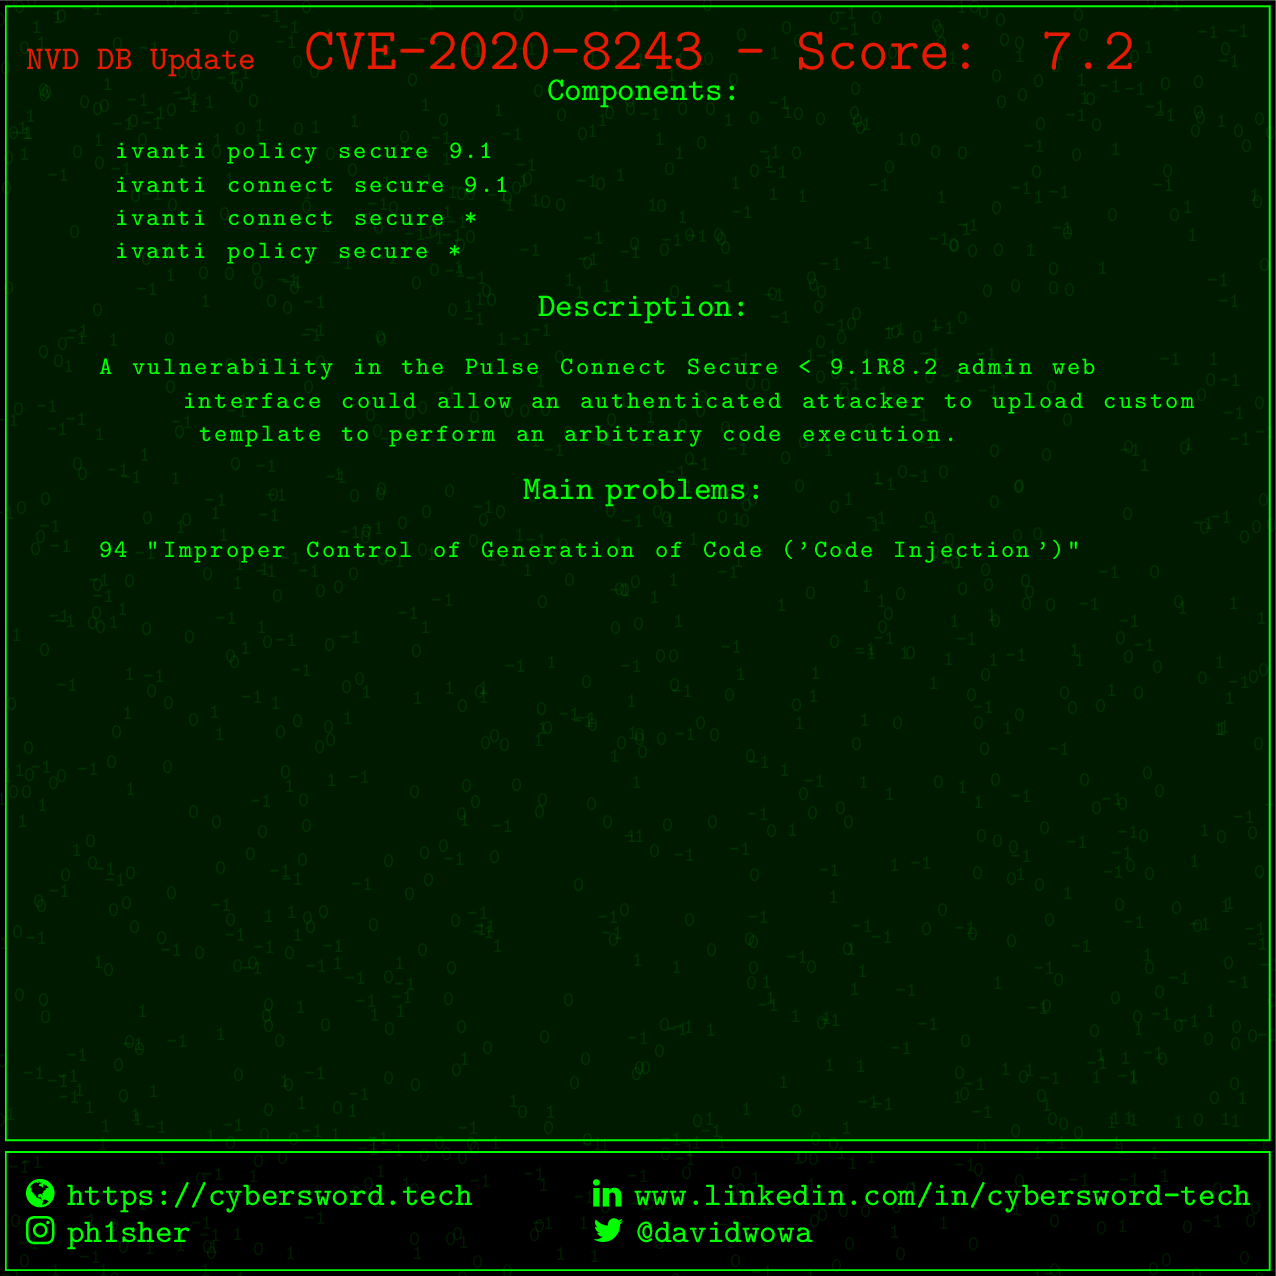 NVD DB Update CVE-2020-8243 - Score: 7.2
Components:
ivanti policy secure 9.1
ivanti connect secure 9.1
ivanti connect secure *
ivanti policy secure *
Description:
A vulnerability in the Pulse Connect Secure < 9.1R8.2 admin web
interface could allow an authenticated attacker to upload custom
template to perform an arbitrary code execution.
Main problems:
94 "Improper Control of Generation of Code ('Code Injection')"
https://cybersword.tech
www.linkedin.com/in/cybersword-tech
ph1sher
@davidwowa